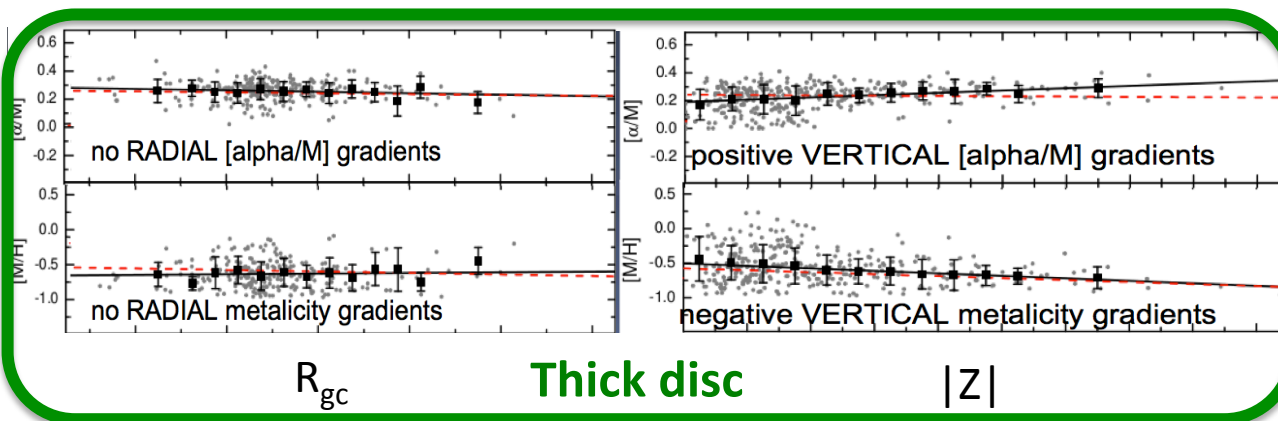 0.6
0.4
0.2
0.0
-0.2
[α/M]
no RADIAL [alpha/M] gradients
0.5
0.0
-0.5
-1.0
[M/H]
no RADIAL metalicity gradients
0.6
0.4
0.2
0.0
-0.2
[α/M]
positive VERTICAL [alpha/M] gradients
0.5
0.0
-0.5
-1.0
[M/H]
negative VERTICAL metalicity gradients
Rgc
Thick disc
|Z|